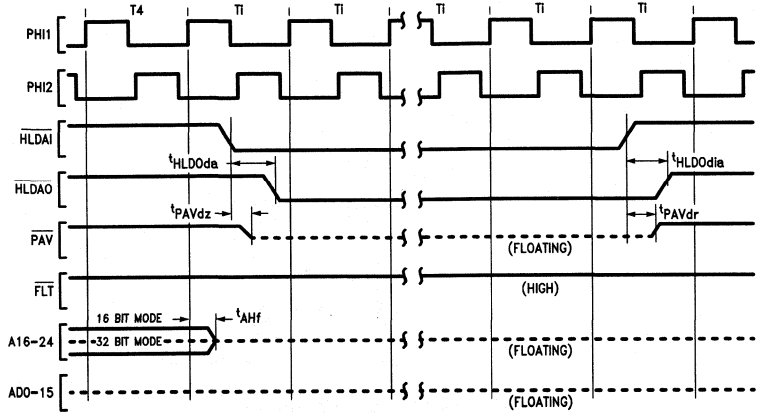 T4 Ti Ti Ti Ti Ti
PHI1
PHI2
HLDAI
tHLDOda tHLDOdia
HLDAO
tPAVdz tPAVdr
PAV
(FLOATING)
FLT
(HIGH)
16 BIT MODE tAHf
A16-24 32 BIT MODE
(FLOATING)
AD0-15
(FLOATING)